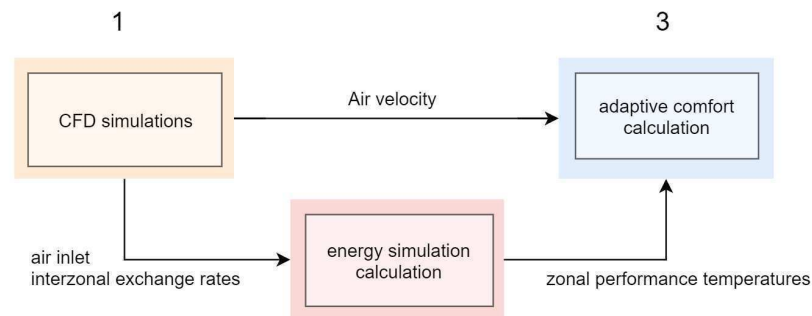 1
3
CFD simulations
Air velocity
adaptive comfort
calculation
air inlet
interzonal exchange rates
energy simulation
calculation
zonal performance temperatures